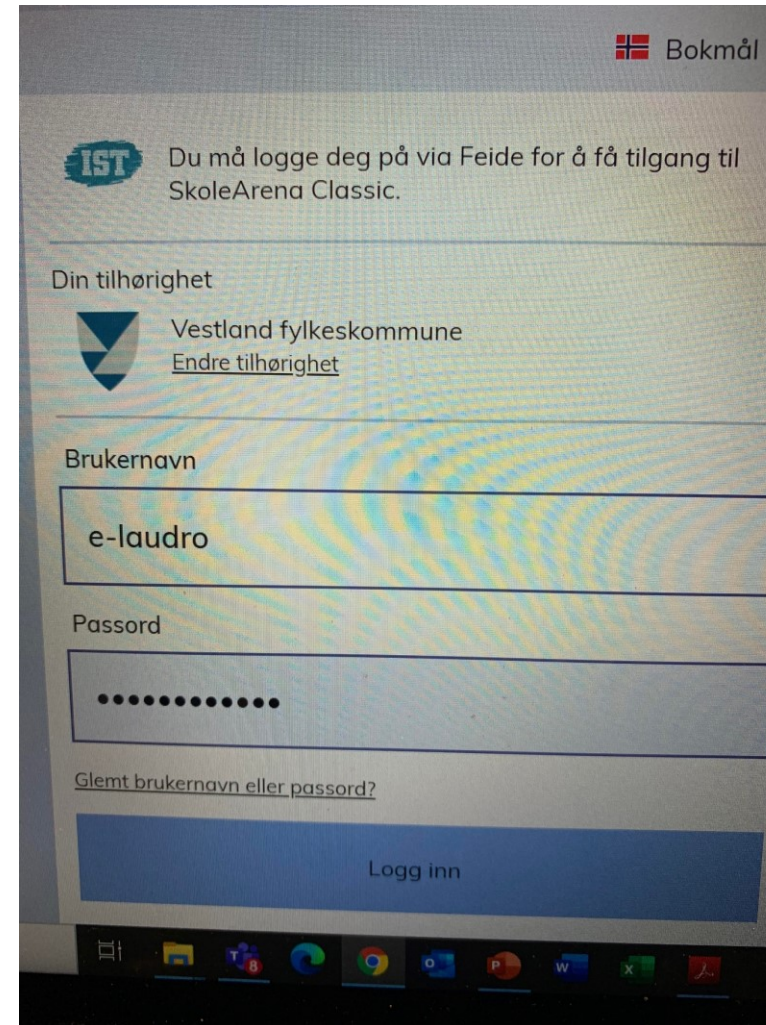 Bokmål
IST
Du må logge deg på via Feide for å få tilgang til
SkoleArena Classic.
Din tilhørighet
Vestland fylkeskommune
Endre tilhørighet
Brukernavn
e-laudro
Passord
••••••••••••
Glemt brukernavn eller passord?
Logg inn
T 8 O P W X